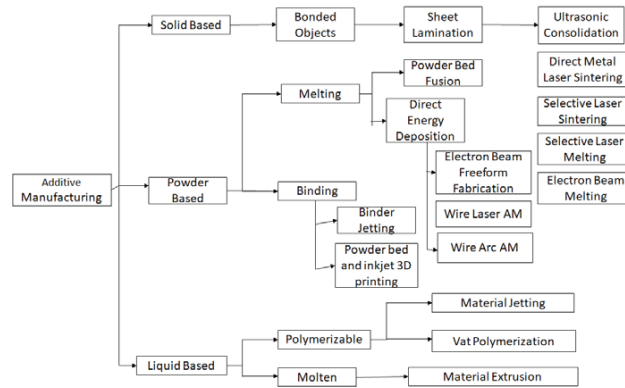 Solid Based
Bonded
Objects
Sheet
Lamination
Ultrasonic
Consolidation
Melting
Powder Bed
Fusion
Direct Metal
Laser Sintering
Direct
Energy
Deposition
Selective Laser
Sintering
Selective Laser
Melting
Electron Beam
Melting
Additive
Manufacturing
Powder
Based
Binding
Electron Beam
Freeform
Fabrication
Wire Laser AM
Wire Arc AM
Binder
Jetting
Powder bed
and inkjet 3D
printing
Liquid Based
Polymerizable
Material Jetting
Vat Polymerization
Molten
Material Extrusion